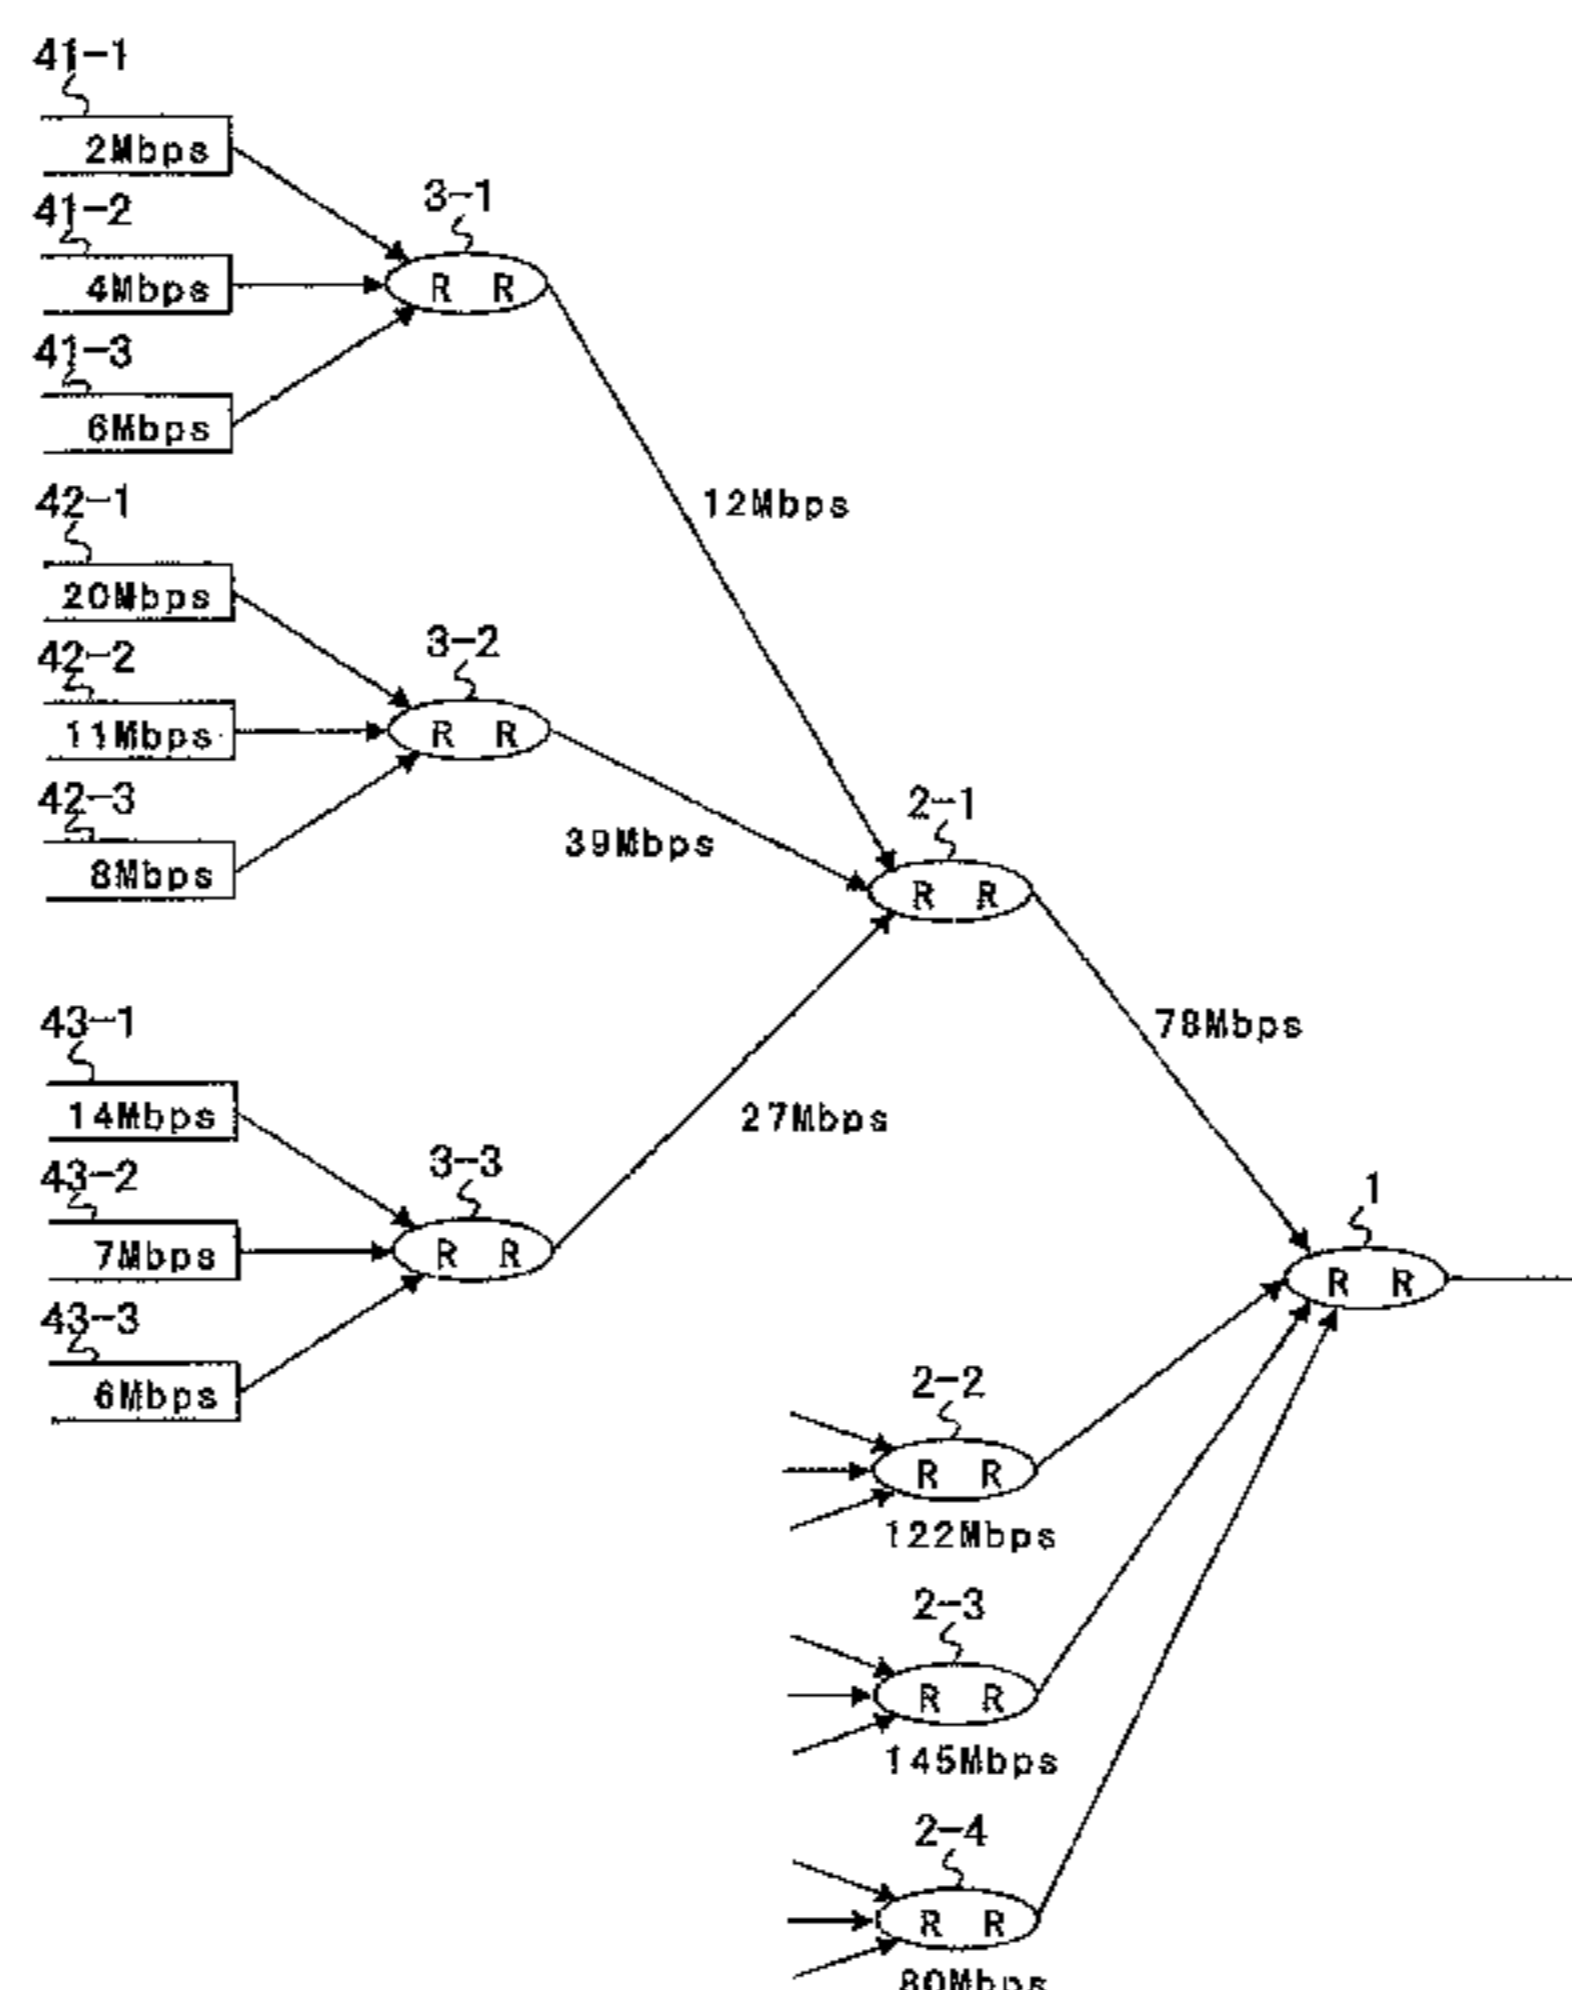 41-1
2Mbps
41-2
4Mbps
41-3
6Mbps
3-1
R R
12Mbps
42-1
20Mbps
42-2
11Mbps
42-3
8Mbps
3-2
R R
39Mbps
2-1
R R
78Mbps
43-1
14Mbps
43-2
7Mbps
43-3
6Mbps
3-3
R R
27Mbps
1
R R
2-2
R R
122Mbps
2-3
R R
145Mbps
2-4
R R
80Mbps